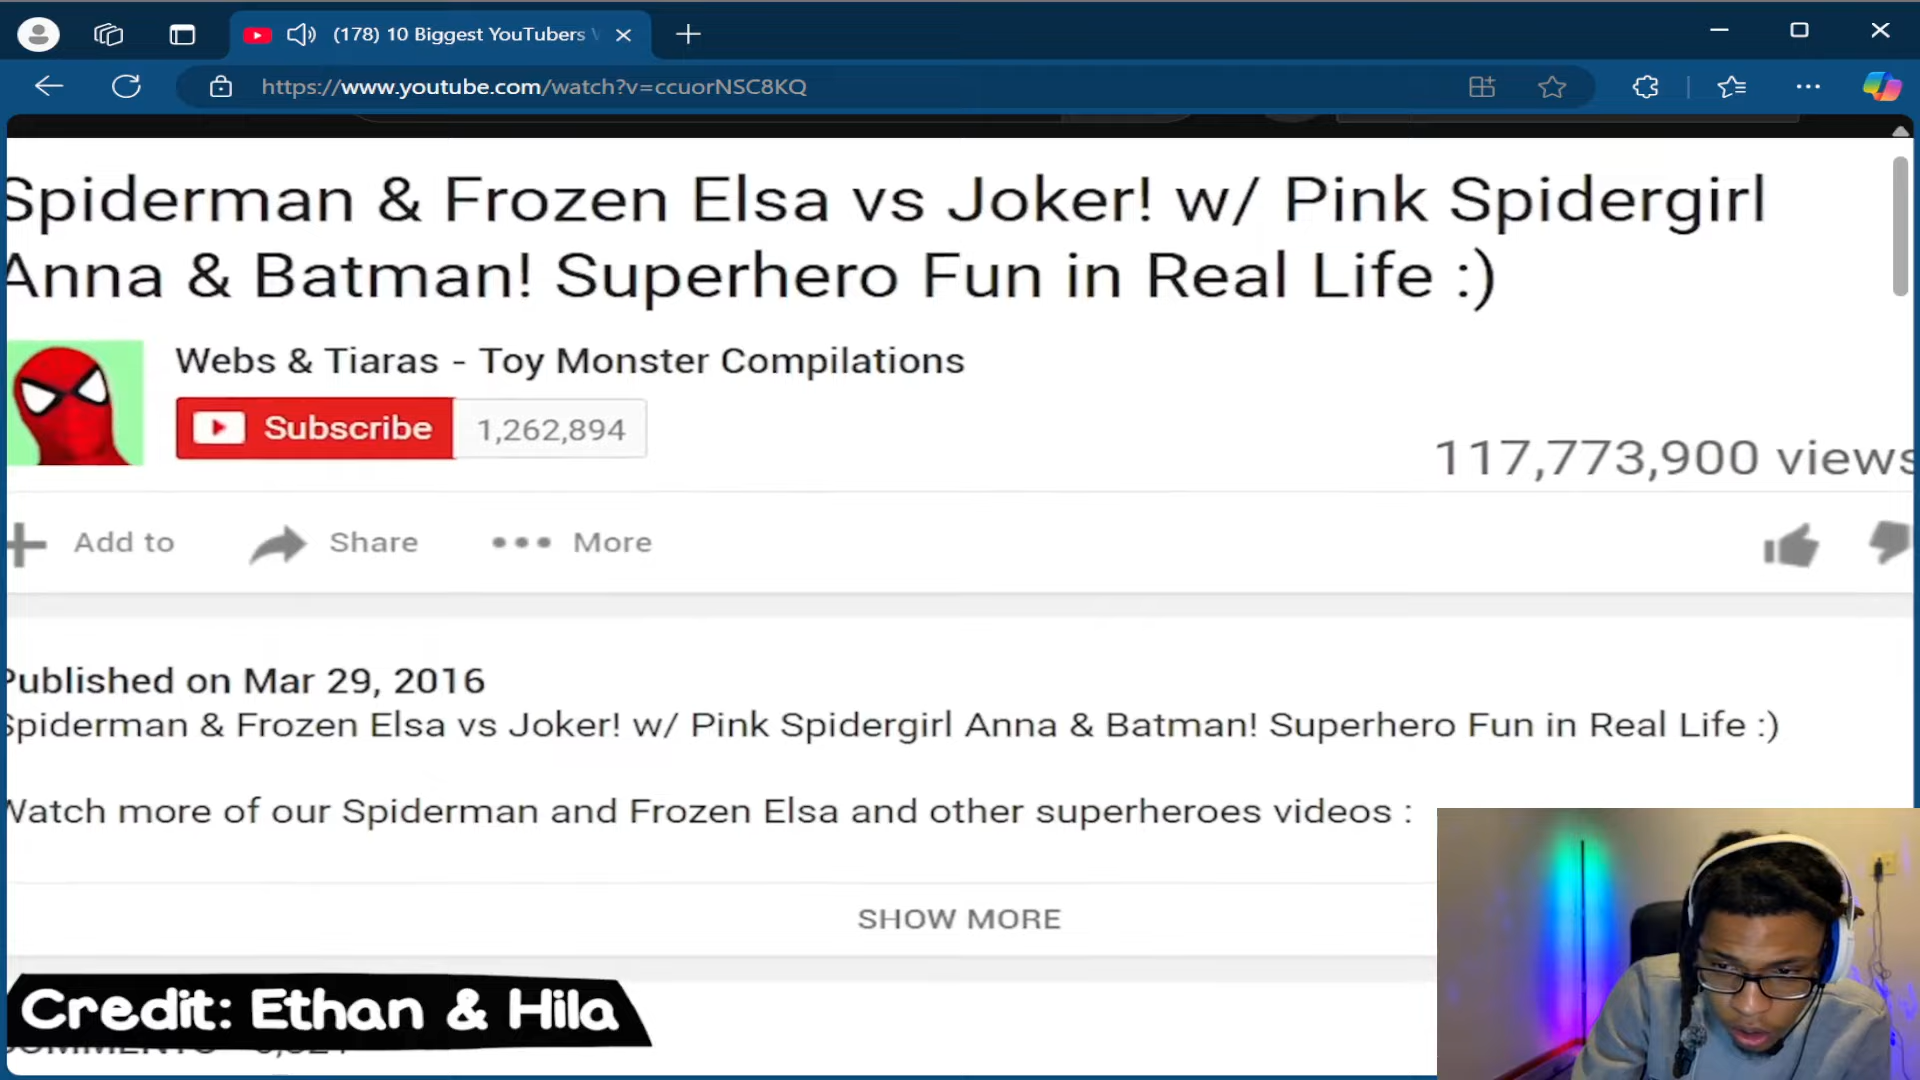 (178) 10 Biggest YouTubers
https://www.youtube.com/watch?v=ccuorNSC8KQ
Spiderman & Frozen Elsa vs Joker! w/ Pink Spidergirl
Anna & Batman! Superhero Fun in Real Life :)
Webs & Tiaras - Toy Monster Compilations
Subscribe 1,262,894
117,773,900 views
Add to Share More
Published on Mar 29, 2016
Spiderman & Frozen Elsa vs Joker! w/ Pink Spidergirl Anna & Batman! Superhero Fun in Real Life :)
Watch more of our Spiderman and Frozen Elsa and other superheroes videos :
SHOW MORE
Credit: Ethan & Hila